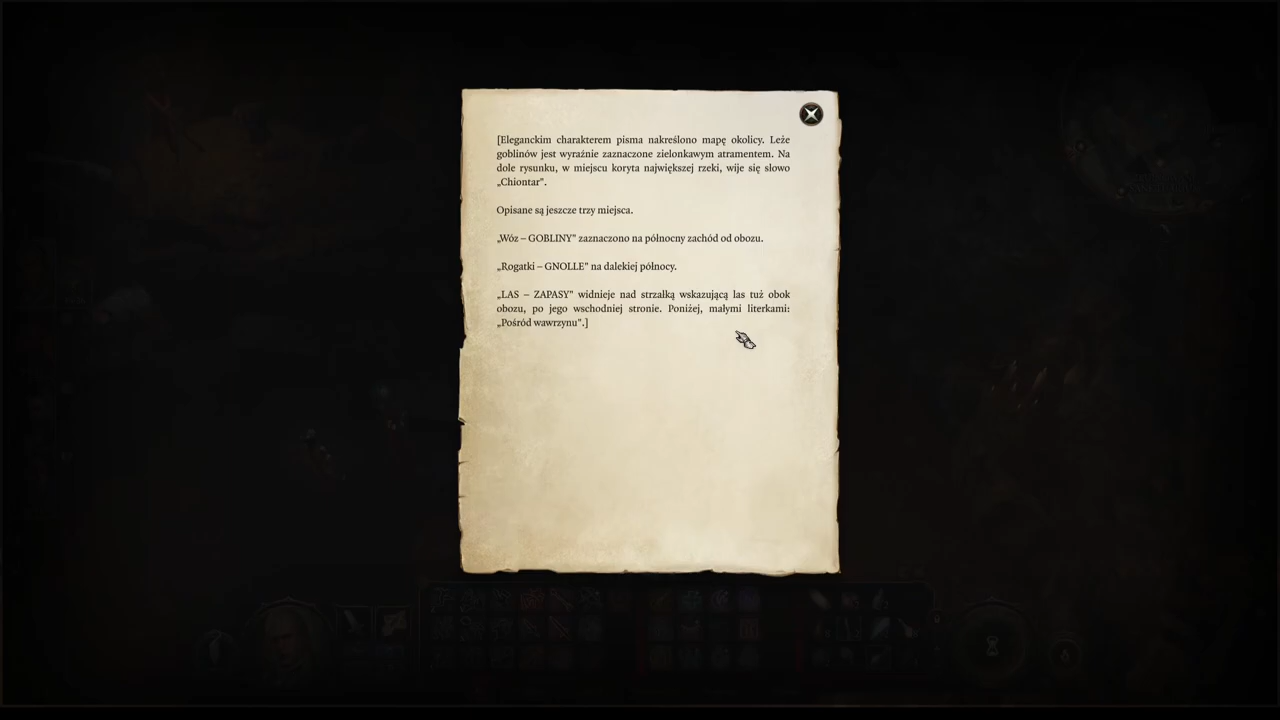 [Eleganckim charakterem pisma nakreślono mapę okolicy. Leże
goblinów jest wyraźnie zaznaczone zielonkawym atramentem. Na
dole rysunku, w miejscu koryta największej rzeki, wije się słowo
„Chiontar”.
Opisane są jeszcze trzy miejsca.
„Wóz – GOBLINY” zaznaczono na północny zachód od obozu.
„Rogatki – GNOLLE” na dalekiej północy.
„LAS – ZAPASY” widnieje nad strzałką wskazującą las tuż obok
obozu, po jego wschodniej stronie. Poniżej, małymi literkami:
„Pośród wawrzynu”.]